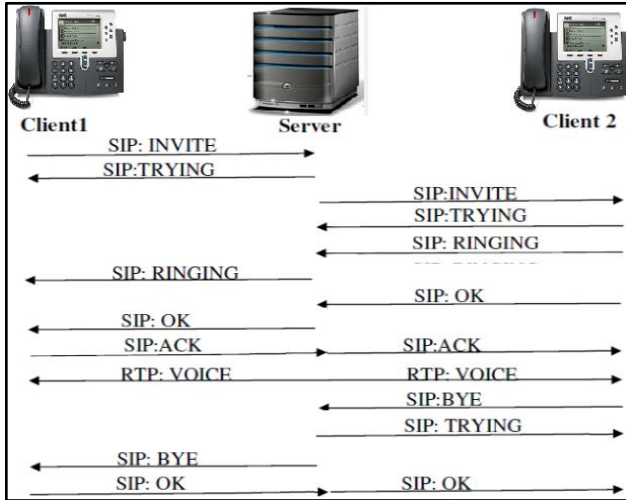 Client1
Server
Client 2
SIP: INVITE
SIP:TRYING
SIP:INVITE
SIP:TRYING
SIP: RINGING
SIP: RINGING
SIP: OK
SIP: OK
SIP:ACK
SIP:ACK
RTP: VOICE
RTP: VOICE
SIP:BYE
SIP: TRYING
SIP: BYE
SIP: OK
SIP: OK